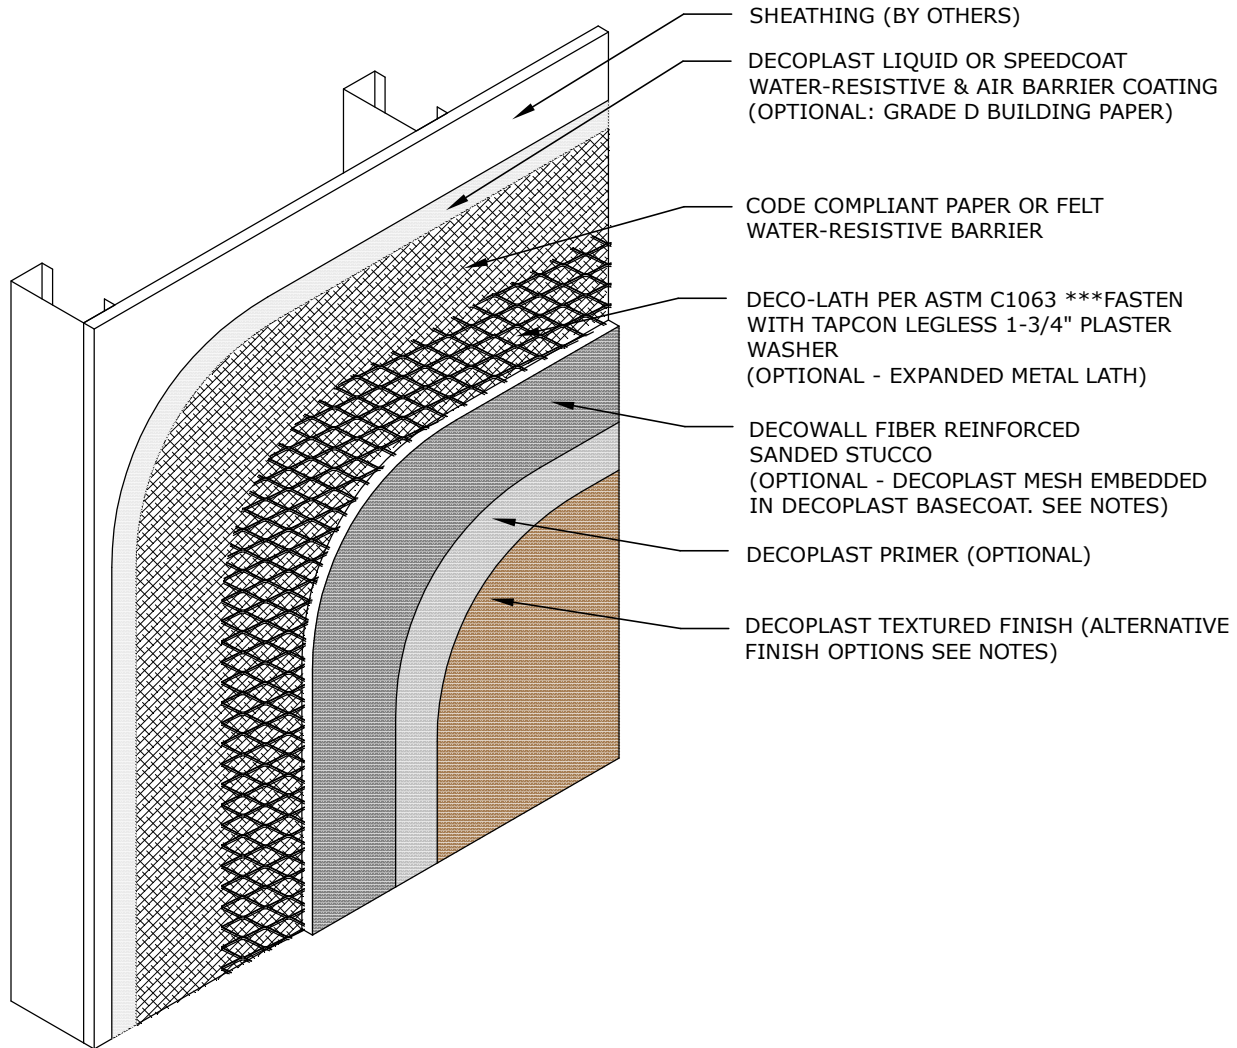 SHEATHING (BY OTHERS)
DECOPLAST LIQUID OR SPEEDCOAT
WATER-RESISTIVE & AIR BARRIER COATING
(OPTIONAL: GRADE D BUILDING PAPER)
CODE COMPLIANT PAPER OR FELT
WATER-RESISTIVE BARRIER
DECO-LATH PER ASTM C1063 ***FASTEN
WITH TAPCON LEGLESS 1-3/4" PLASTER
WASHER
(OPTIONAL - EXPANDED METAL LATH)
DECOWALL FIBER REINFORCED
SANDED STUCCO
(OPTIONAL - DECOPLAST MESH EMBEDDED
IN DECOPLAST BASECOAT. SEE NOTES)
DECOPLAST PRIMER (OPTIONAL)
DECOPLAST TEXTURED FINISH (ALTERNATIVE
FINISH OPTIONS SEE NOTES)